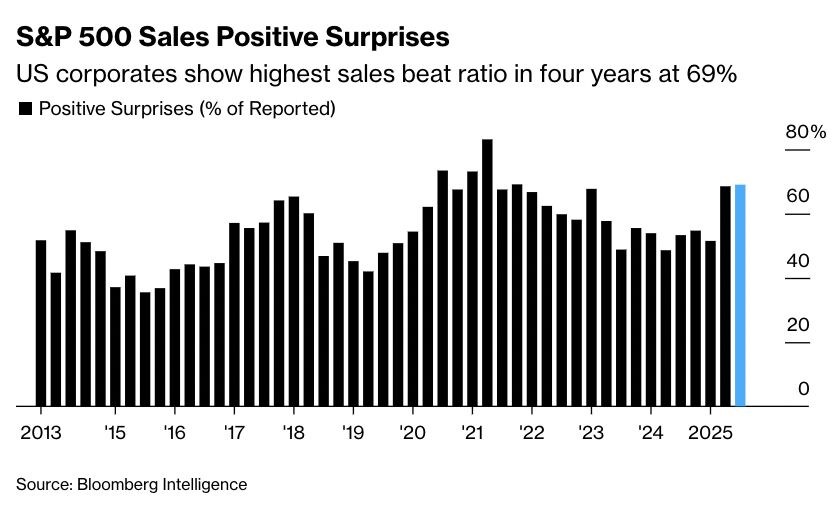 S&P 500 Sales Positive Surprises
US corporates show highest sales beat ratio in four years at 69%
Positive Surprises (% of Reported)
80%
60
40
20
0
2013 '15 '16 '17 '18 '19 '20 '21 '22 '23 '24 2025
Source: Bloomberg Intelligence